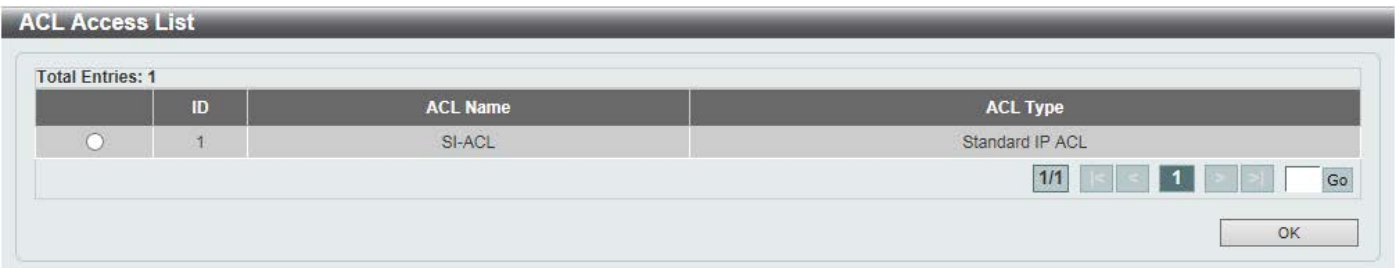 ACL Access List
Total Entries: 1
ID ACL Name ACL Type
1 SI-ACL Standard IP ACL
1/1 |< < 1 > >| Go
OK